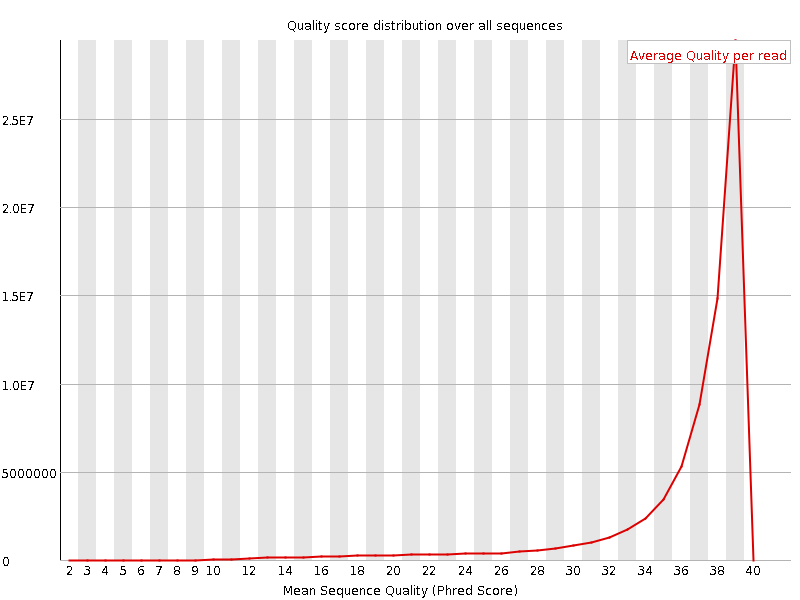 Quality score distribution over all sequences
Average Quality per read
2.5E7
2.0E7
1.5E7
1.0E7
5000000
0
2 3 4 5 6 7 8 9 10 12 14 16 18 20 22 24 26 28 30 32 34 36 38 40
Mean Sequence Quality (Phred Score)